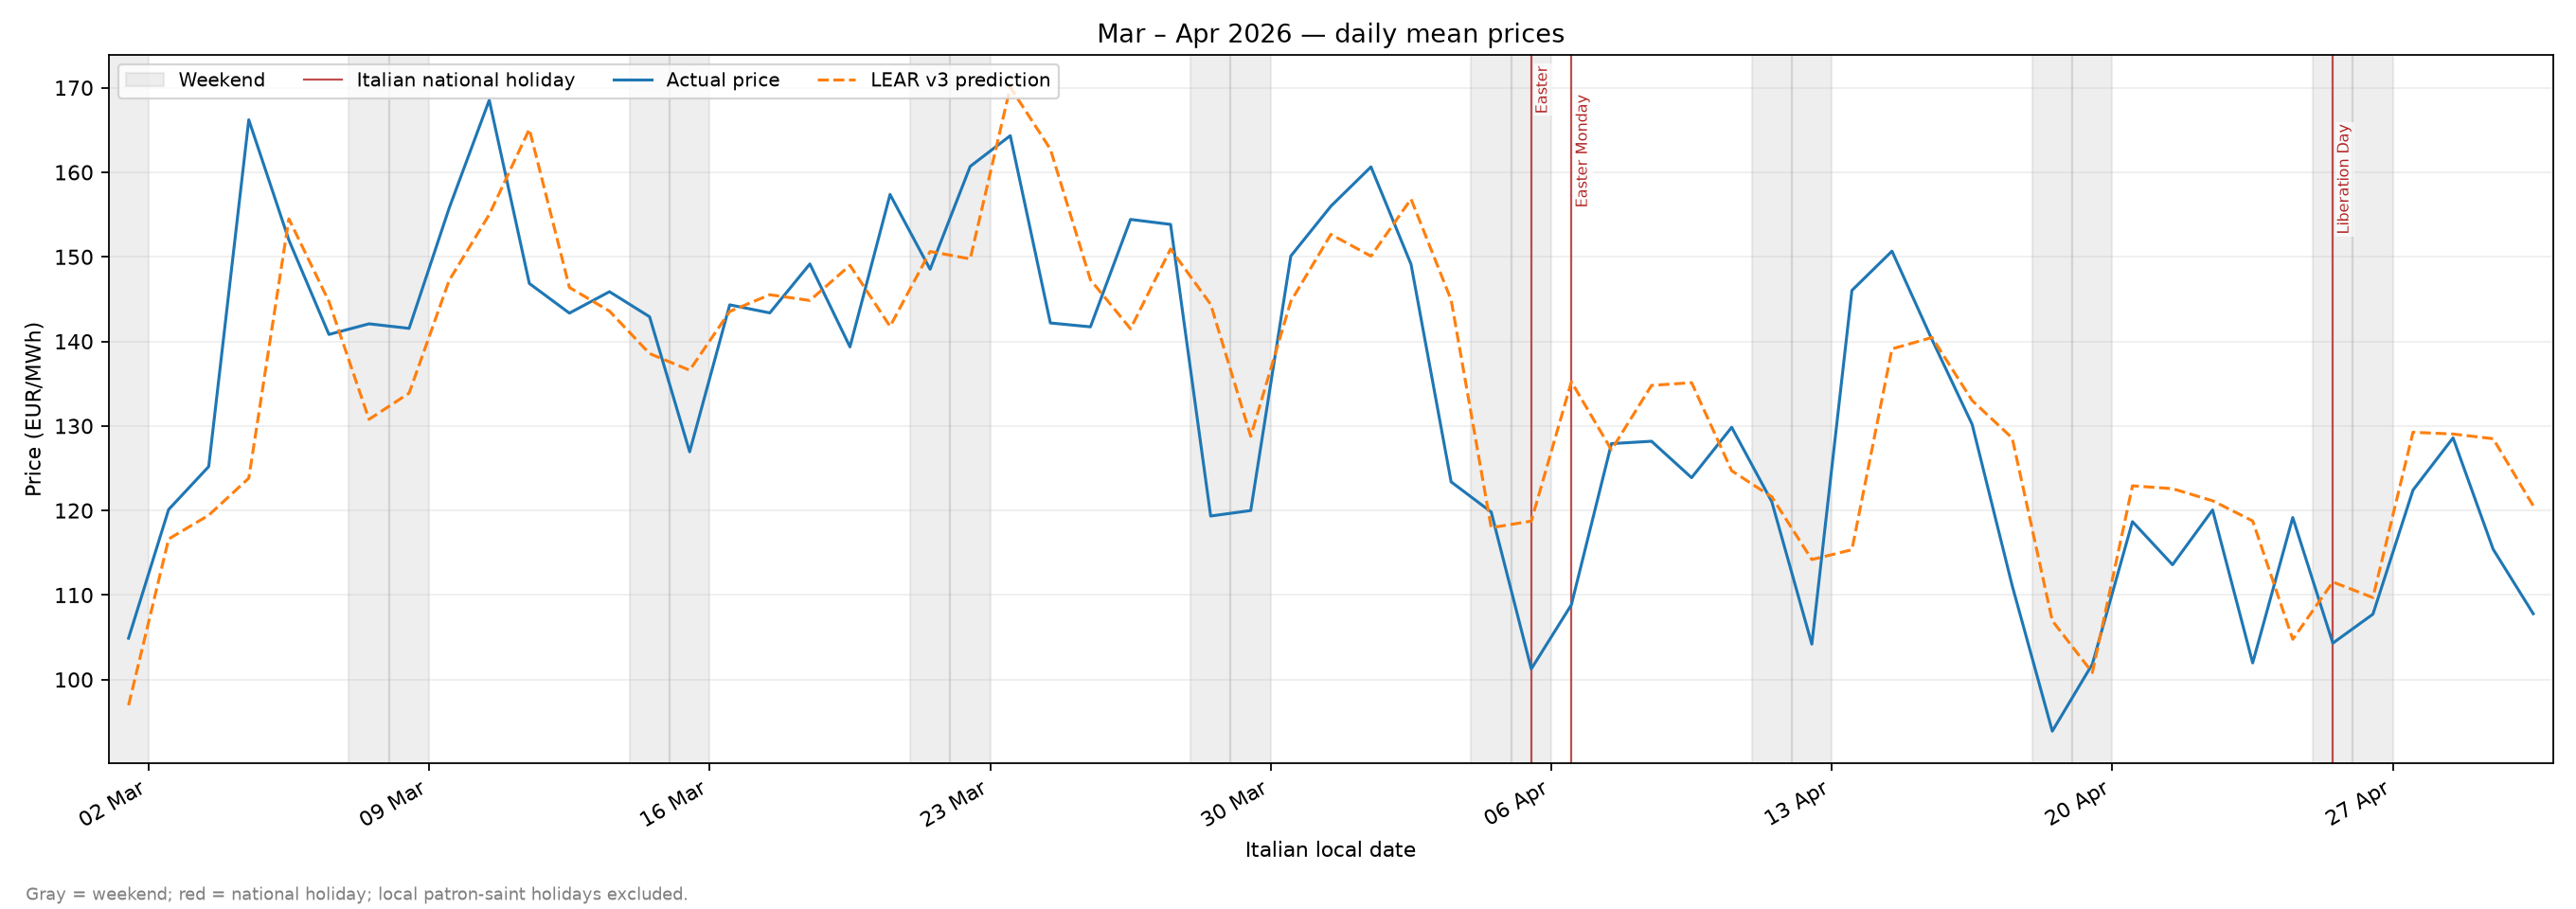 Mar – Apr 2026 — daily mean prices
Weekend
Italian national holiday
Actual price
LEAR v3 prediction
Easter
Easter Monday
Liberation Day
Price (EUR/MWh)
170
160
150
140
130
120
110
100
02 Mar
09 Mar
16 Mar
23 Mar
30 Mar
06 Apr
13 Apr
20 Apr
27 Apr
Italian local date
Gray = weekend; red = national holiday; local patron-saint holidays excluded.